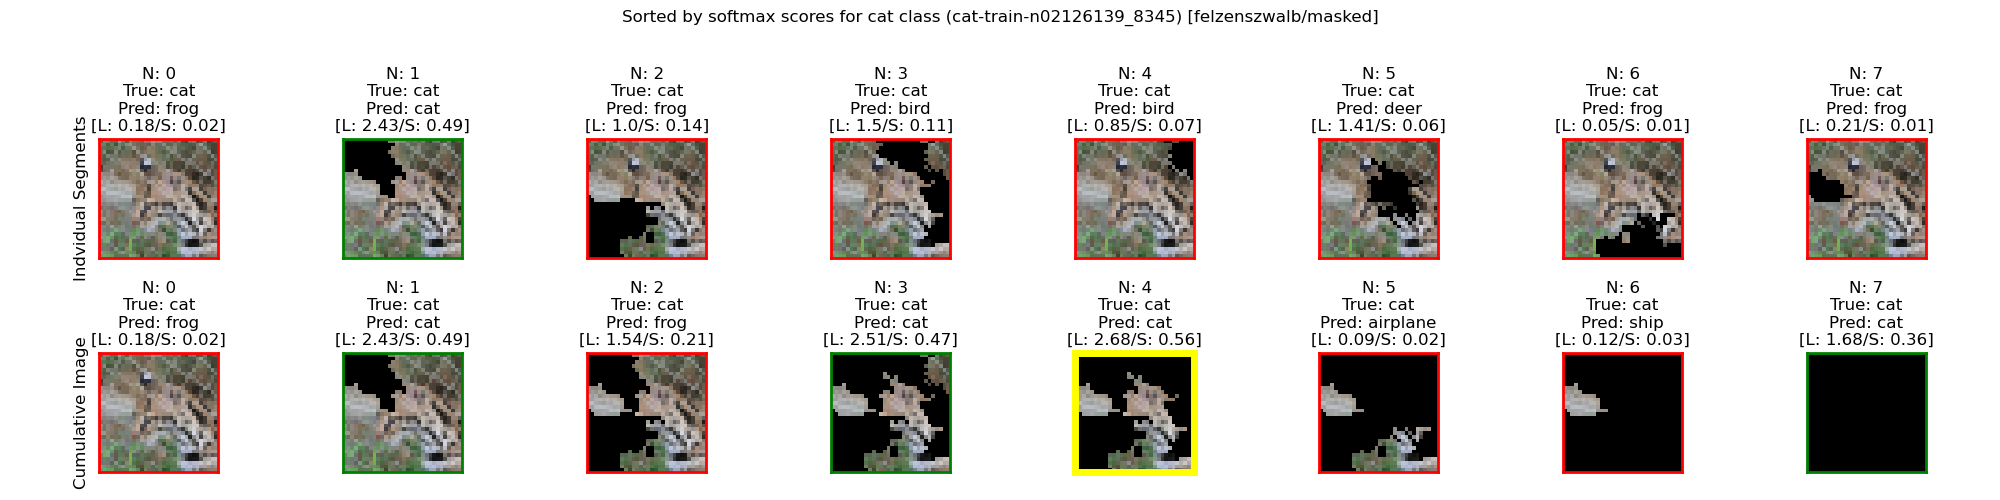 Sorted by softmax scores for cat class (cat-train-n02126139_8345) [felzenszwalb/masked]
Individual Segments
N: 0
True: cat
Pred: frog
[L: 0.18/S: 0.02]
N: 1
True: cat
Pred: cat
[L: 2.43/S: 0.49]
N: 2
True: cat
Pred: frog
[L: 1.0/S: 0.14]
N: 3
True: cat
Pred: bird
[L: 1.5/S: 0.11]
N: 4
True: cat
Pred: bird
[L: 0.85/S: 0.07]
N: 5
True: cat
Pred: deer
[L: 1.41/S: 0.06]
N: 6
True: cat
Pred: frog
[L: 0.05/S: 0.01]
N: 7
True: cat
Pred: frog
[L: 0.21/S: 0.01]
Cumulative Image
N: 0
True: cat
Pred: frog
[L: 0.18/S: 0.02]
N: 1
True: cat
Pred: cat
[L: 2.43/S: 0.49]
N: 2
True: cat
Pred: frog
[L: 1.54/S: 0.21]
N: 3
True: cat
Pred: cat
[L: 2.51/S: 0.47]
N: 4
True: cat
Pred: cat
[L: 2.68/S: 0.56]
N: 5
True: cat
Pred: airplane
[L: 0.09/S: 0.02]
N: 6
True: cat
Pred: ship
[L: 0.12/S: 0.03]
N: 7
True: cat
Pred: cat
[L: 1.68/S: 0.36]